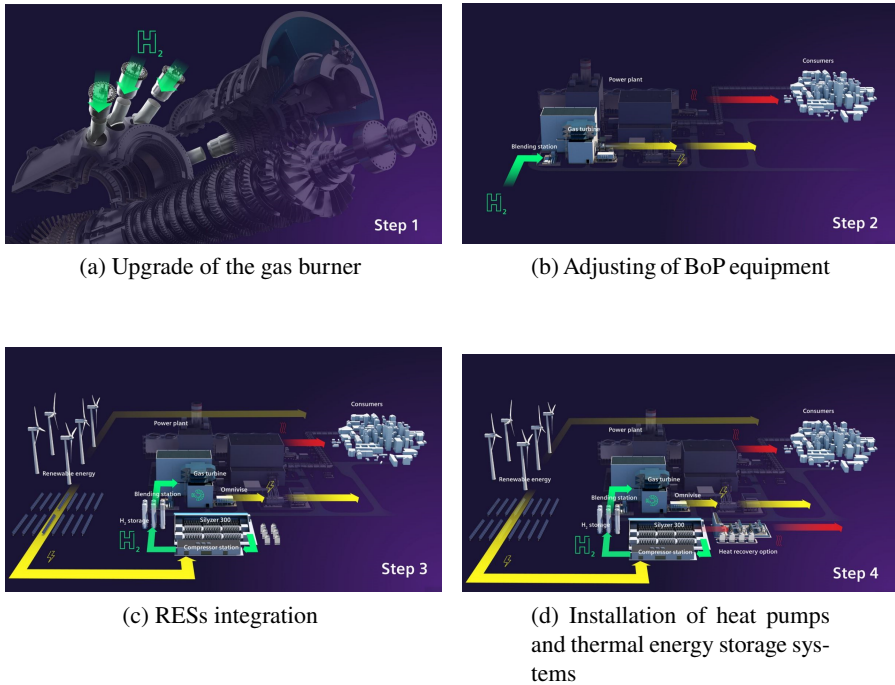 H₂
Step 1
(a) Upgrade of the gas burner
Consumers
Power plant
Gas turbine
Blending station
H₂
Step 2
(b) Adjusting of BoP equipment
Consumers
Power plant
Renewable energy
Gas turbine
Blending station
Omnivise
H₂ storage
Silyzer 300
H₂
Compressor station
Step 3
(c) RESs integration
Consumers
Power plant
Renewable energy
Gas turbine
Blending station
Omnivise
H₂ storage
Silyzer 300
H₂
Compressor station
Heat recovery option
Step 4
(d) Installation of heat pumps
and thermal energy storage sys-
tems